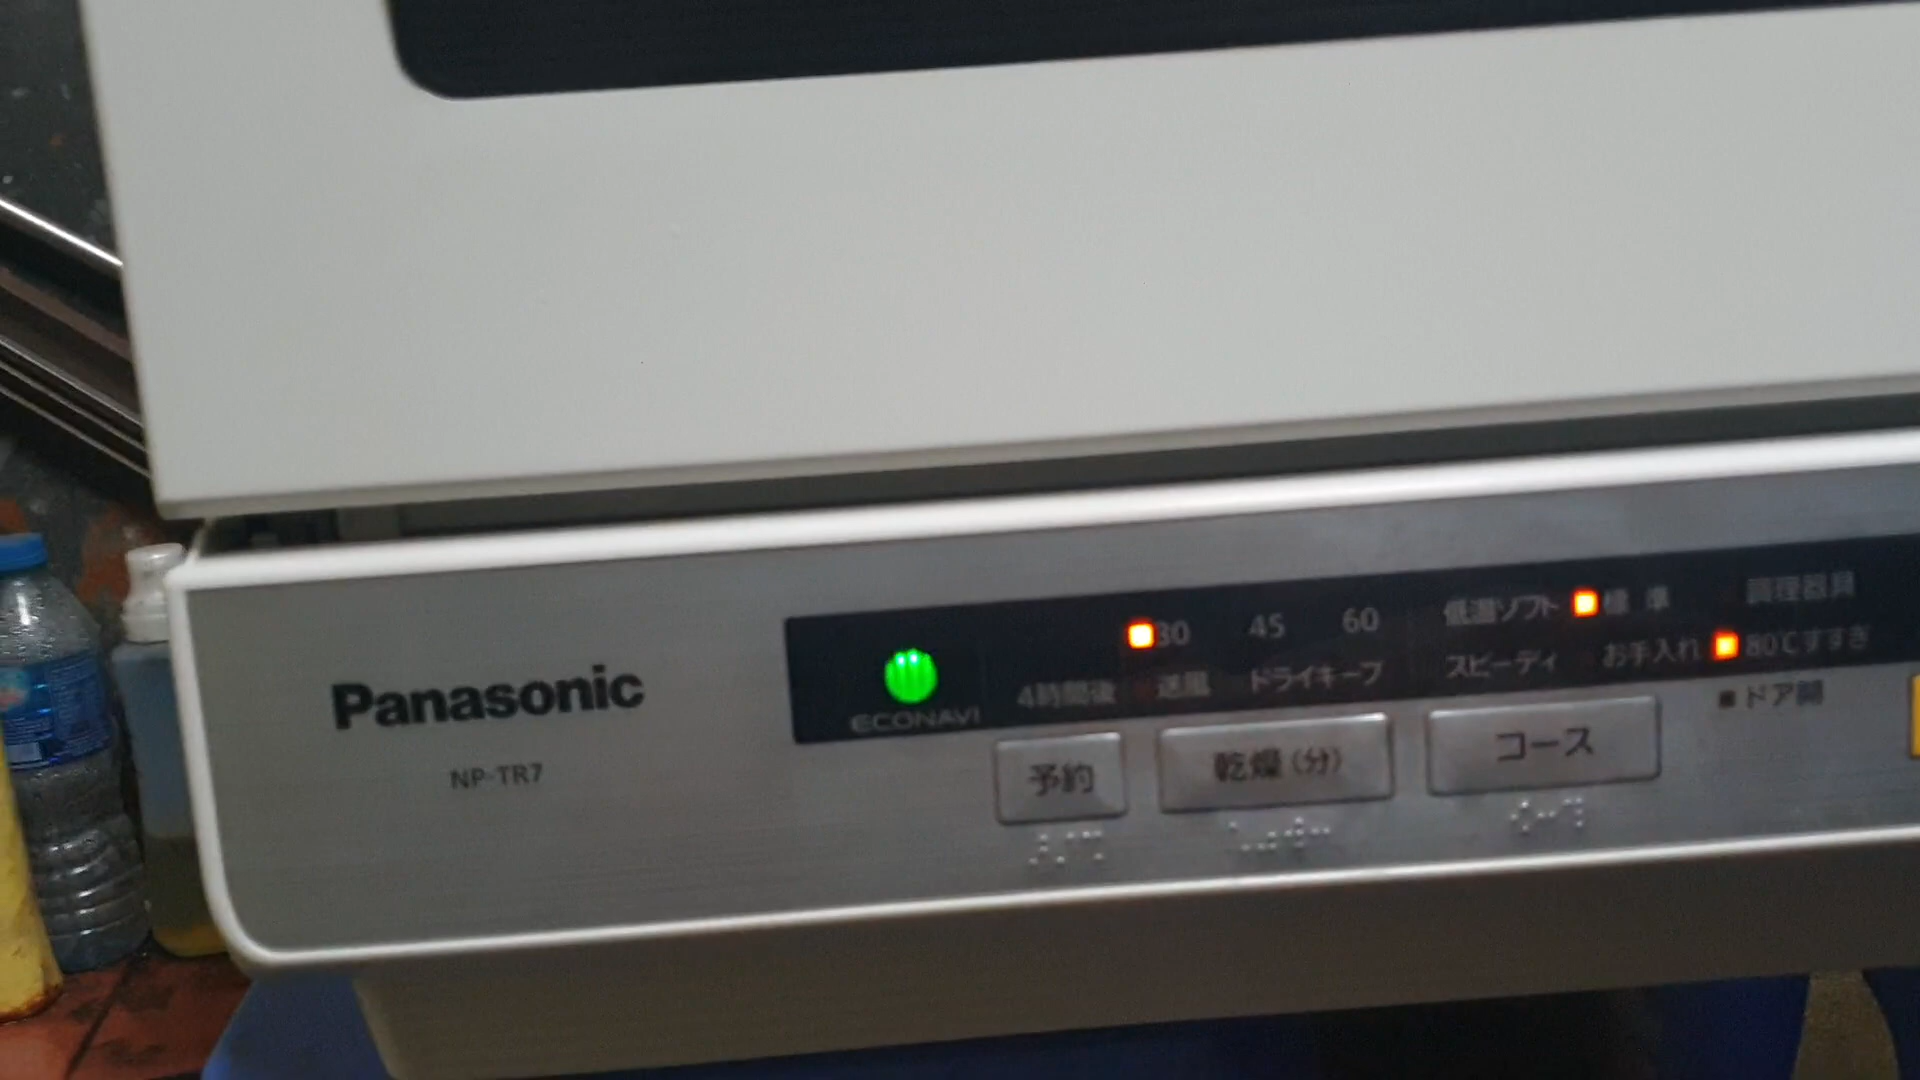 30 45 60 低温ソフト 標準 調理器具
4時間後 送風 ドライキープ スピーディ お手入れ 80℃すすぎ
ECONAVI
ドア開
Panasonic
NP-TR7
予約 乾燥(分) コース